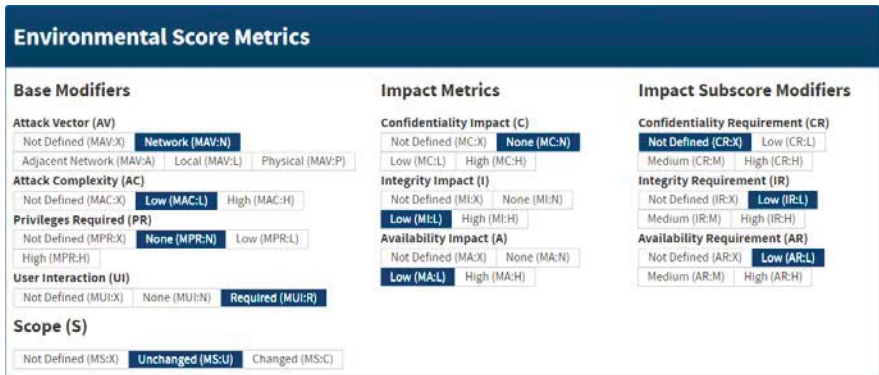 Environmental Score Metrics
Base Modifiers
Attack Vector (AV)
Not Defined (MAV:X) Network (MAV:N)
Adjacent Network (MAV:A) Local (MAV:L) Physical (MAV:P)
Attack Complexity (AC)
Not Defined (MAC:X) Low (MAC:L) High (MAC:H)
Privileges Required (PR)
Not Defined (MPR:X) None (MPR:N) Low (MPR:L)
High (MPR:H)
User Interaction (UI)
Not Defined (MUI:X) None (MUI:N) Required (MUI:R)
Scope (S)
Not Defined (MS:X) Unchanged (MS:U) Changed (MS:C)
Impact Metrics
Confidentiality Impact (C)
Not Defined (MC:X) None (MC:N)
Low (MC:L) High (MC:H)
Integrity Impact (I)
Not Defined (MI:X) None (MI:N)
Low (MI:L) High (MI:H)
Availability Impact (A)
Not Defined (MA:X) None (MA:N)
Low (MA:L) High (MA:H)
Impact Subscore Modifiers
Confidentiality Requirement (CR)
Not Defined (CR:X) Low (CR:L)
Medium (CR:M) High (CR:H)
Integrity Requirement (IR)
Not Defined (IR:X) Low (IR:L)
Medium (IR:M) High (IR:H)
Availability Requirement (AR)
Not Defined (AR:X) Low (AR:L)
Medium (AR:M) High (AR:H)